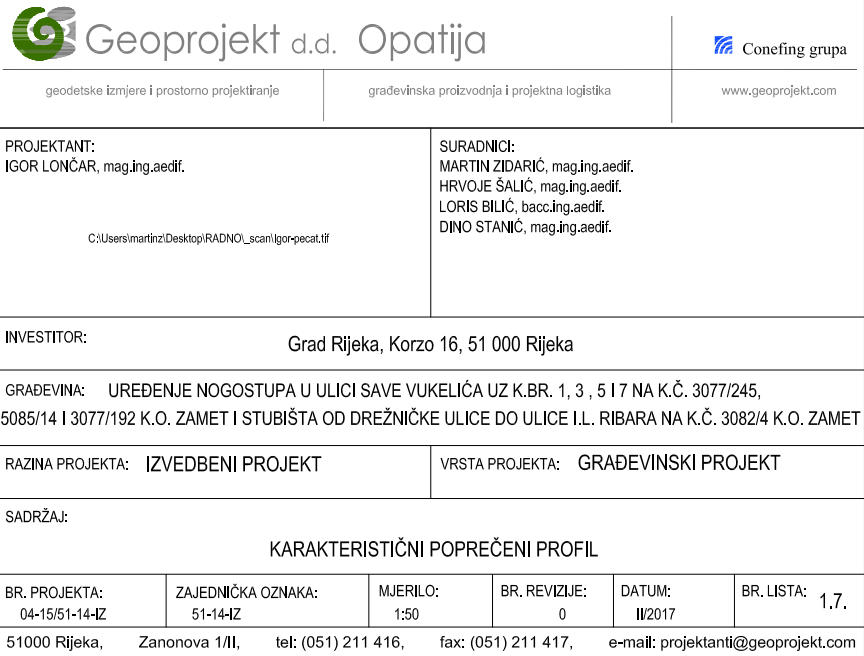 Geoprojekt d.d. Opatija
Conefing grupa
geodetske izmjere i prostorno projektiranje
građevinska proizvodnja i projektna logistika
www.geoprojekt.com
PROJEKTANT:
IGOR LONČAR, mag.ing.aedif.
C:\Users\martinz\Desktop\RADNO\_scan\Igor-pecat.tif
SURADNICI:
MARTIN ZIDARIĆ, mag.ing.aedif.
HRVOJE ŠALIĆ, mag.ing.aedif.
LORIS BILIĆ, bacc.ing.aedif.
DINO STANIĆ, mag.ing.aedif.
INVESTITOR:
Grad Rijeka, Korzo 16, 51 000 Rijeka
GRAĐEVINA: UREĐENJE NOGOSTUPA U ULICI SAVE VUKELIĆA UZ K.BR. 1, 3 , 5 I 7 NA K.Č. 3077/245,
5085/14 I 3077/192 K.O. ZAMET I STUBIŠTA OD DREŽNIČKE ULICE DO ULICE I.L. RIBARA NA K.Č. 3082/4 K.O. ZAMET
RAZINA PROJEKTA: IZVEDBENI PROJEKT
VRSTA PROJEKTA: GRAĐEVINSKI PROJEKT
SADRŽAJ:
KARAKTERISTIČNI POPREČENI PROFIL
BR. PROJEKTA:
04-15/51-14-IZ
ZAJEDNIČKA OZNAKA:
51-14-IZ
MJERILO:
1:50
BR. REVIZIJE:
0
DATUM:
II/2017
BR. LISTA: 1.7.
51000 Rijeka, Zanonova 1/II, tel: (051) 211 416, fax: (051) 211 417, e-mail: projektanti@geoprojekt.com